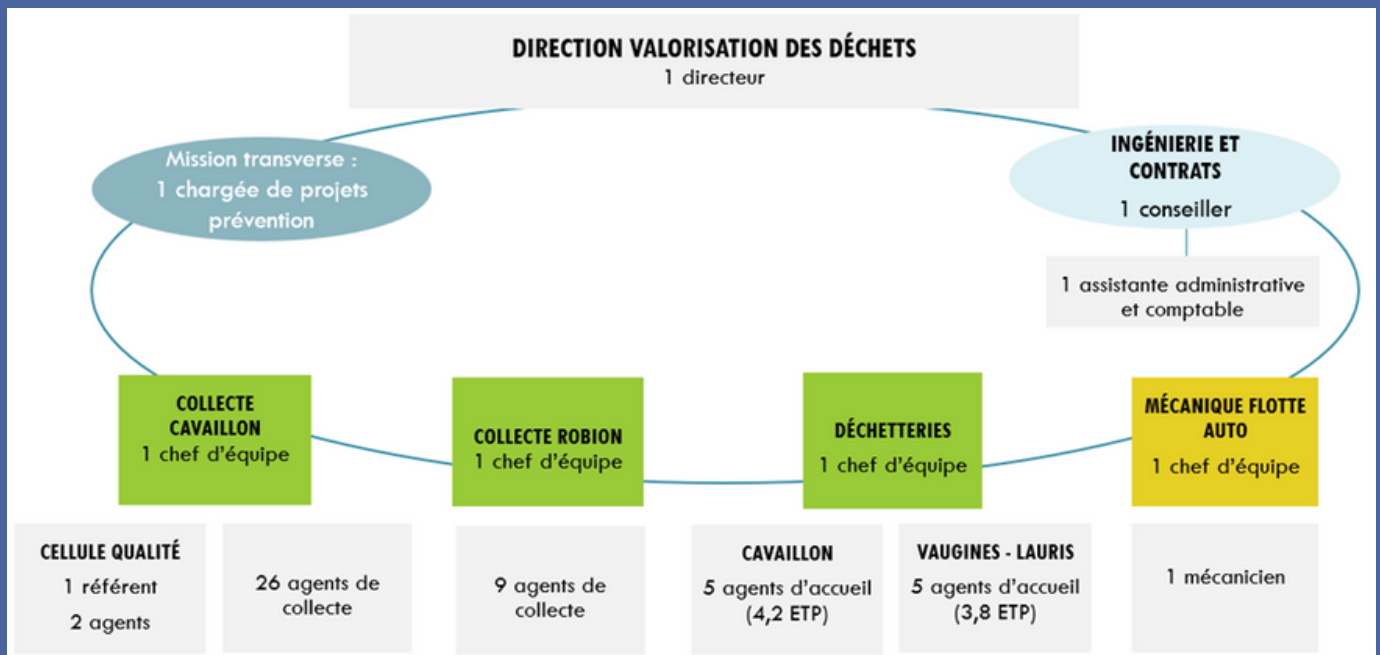 DIRECTION VALORISATION DES DÉCHETS
1 directeur
Mission transverse :
1 chargée de projets
prévention
INGÉNIERIE ET
CONTRATS
1 conseiller
1 assistante administrative
et comptable
COLLECTE
CAVAILLON
1 chef d'équipe
COLLECTE ROBION
1 chef d'équipe
DÉCHETTERIES
1 chef d'équipe
MÉCANIQUE FLOTTE
AUTO
1 chef d'équipe
CELLULE QUALITÉ
1 référent
2 agents
26 agents de
collecte
9 agents de
collecte
CAVAILLON
5 agents d'accueil
(4,2 ETP)
VAUGINES - LAURIS
5 agents d'accueil
(3,8 ETP)
1 mécanicien